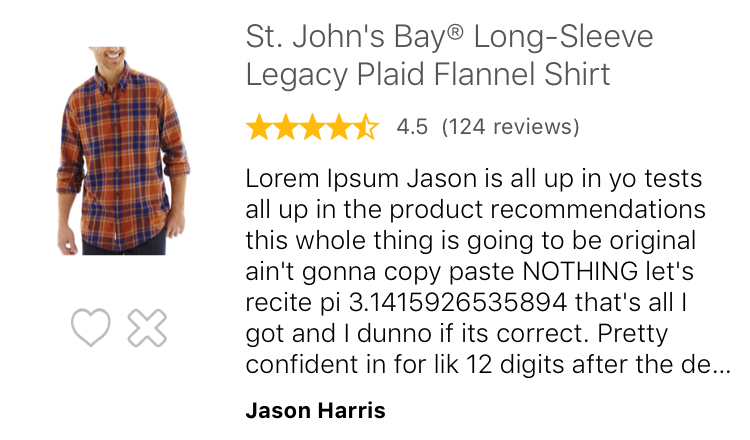 St. John's Bay® Long-Sleeve
Legacy Plaid Flannel Shirt
4.5 (124 reviews)
Lorem Ipsum Jason is all up in yo tests
all up in the product recommendations
this whole thing is going to be original
ain't gonna copy paste NOTHING let's
recite pi 3.1415926535894 that's all I
got and I dunno if its correct. Pretty
confident in for lik 12 digits after the de...
Jason Harris